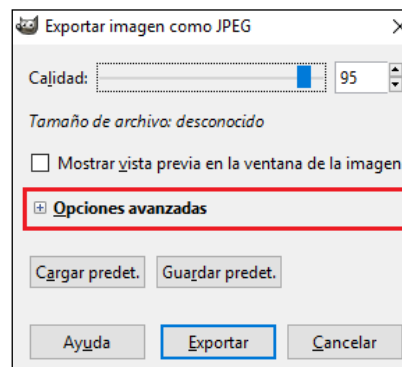 Exportar imagen como JPEG
Calidad: 95
Tamaño de archivo: desconocido
Mostrar vista previa en la ventana de la imagen
Opciones avanzadas
Cargar predet. Guardar predet.
Ayuda Exportar Cancelar